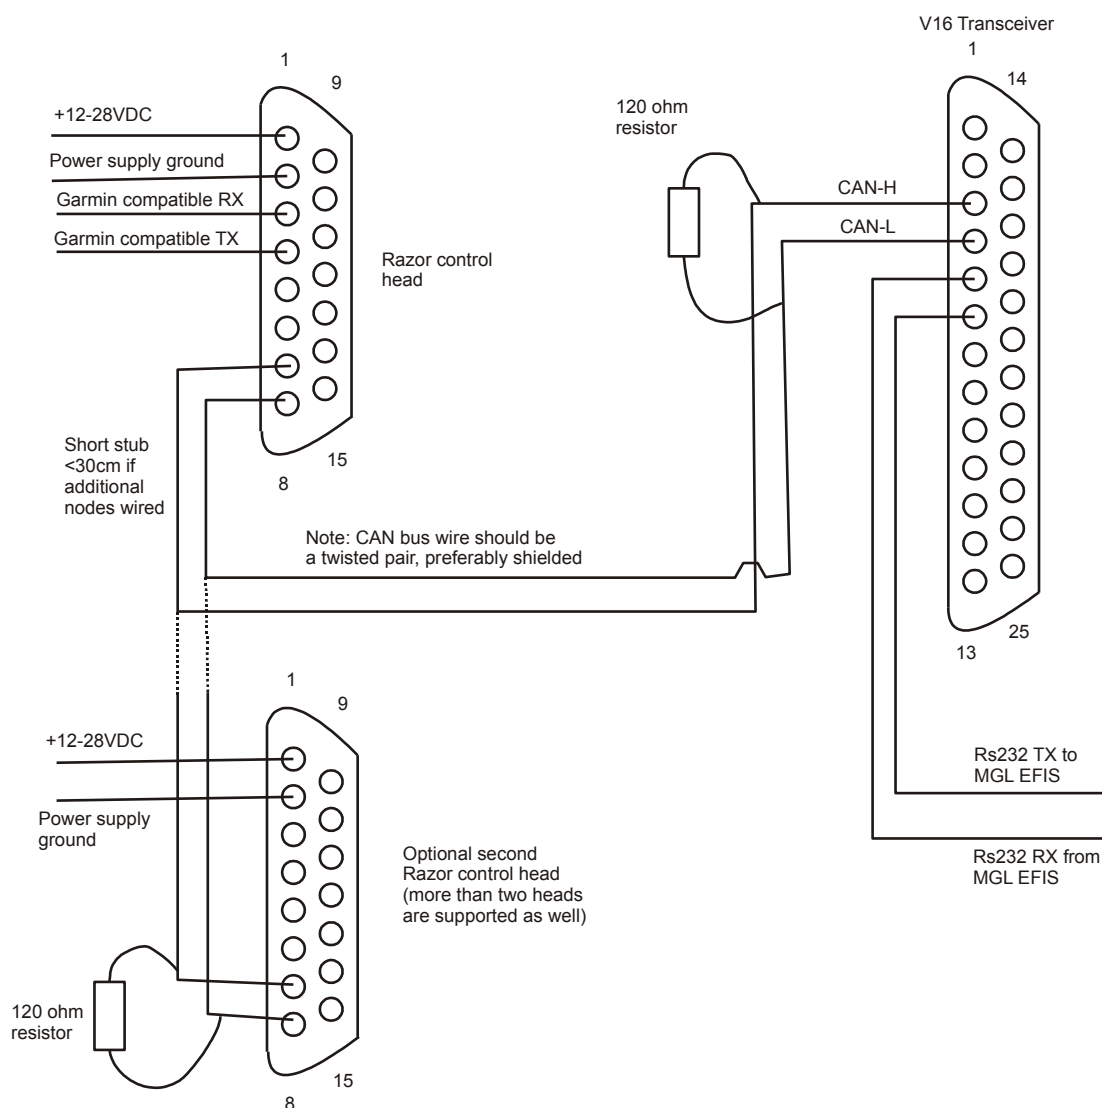 V16 Transceiver
1
14
1
9
+12-28VDC
120 ohm
resistor
Power supply ground
Garmin compatible RX
CAN-H
Garmin compatible TX
CAN-L
Razor control
head
Short stub
<30cm if
additional
nodes wired
15
8
Note: CAN bus wire should be
a twisted pair, preferably shielded
25
13
1
9
+12-28VDC
Rs232 TX to
MGL EFIS
Power supply
ground
Optional second
Razor control head
(more than two heads
are supported as well)
Rs232 RX from
MGL EFIS
120 ohm
resistor
15
8